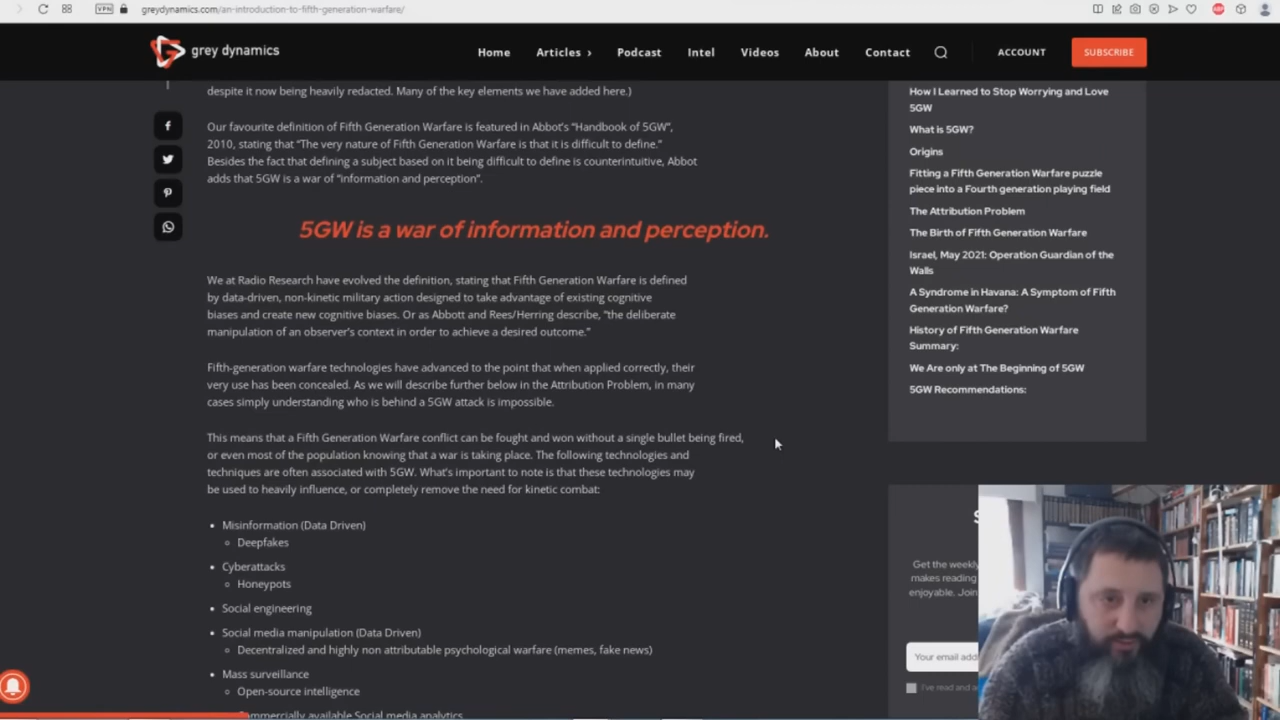 VPN
greydynamics.com/an-introduction-to-fifth-generation-warfare/
ABP
grey dynamics
Home
Articles ›
Podcast
Intel
Videos
About
Contact
ACCOUNT
SUBSCRIBE
despite it now being heavily redacted. Many of the key elements we have added here.)
Our favourite definition of Fifth Generation Warfare is featured in Abbot's "Handbook of 5GW",
2010, stating that "The very nature of Fifth Generation Warfare is that it is difficult to define."
Besides the fact that defining a subject based on it being difficult to define is counterintuitive, Abbot
adds that 5GW is a war of "information and perception".
5GW is a war of information and perception.
We at Radio Research have evolved the definition, stating that Fifth Generation Warfare is defined
by data-driven, non-kinetic military action designed to take advantage of existing cognitive
biases and create new cognitive biases. Or as Abbott and Rees/Herring describe, "the deliberate
manipulation of an observer's context in order to achieve a desired outcome."
Fifth-generation warfare technologies have advanced to the point that when applied correctly, their
very use has been concealed. As we will describe further below in the Attribution Problem, in many
cases simply understanding who is behind a 5GW attack is impossible.
This means that a Fifth Generation Warfare conflict can be fought and won without a single bullet being fired,
or even most of the population knowing that a war is taking place. The following technologies and
techniques are often associated with 5GW. What's important to note is that these technologies may
be used to heavily influence, or completely remove the need for kinetic combat:
• Misinformation (Data Driven)
◦ Deepfakes
• Cyberattacks
◦ Honeypots
• Social engineering
• Social media manipulation (Data Driven)
◦ Decentralized and highly non attributable psychological warfare (memes, fake news)
• Mass surveillance
◦ Open-source intelligence
Commercially available Social media analytics
How I Learned to Stop Worrying and Love
5GW
What is 5GW?
Origins
Fitting a Fifth Generation Warfare puzzle
piece into a Fourth generation playing field
The Attribution Problem
The Birth of Fifth Generation Warfare
Israel, May 2021: Operation Guardian of the
Walls
A Syndrome in Havana: A Symptom of Fifth
Generation Warfare?
History of Fifth Generation Warfare
Summary:
We Are only at The Beginning of 5GW
5GW Recommendations:
S
Get the weekly
makes reading
enjoyable. Join
Your email add
I've read and a